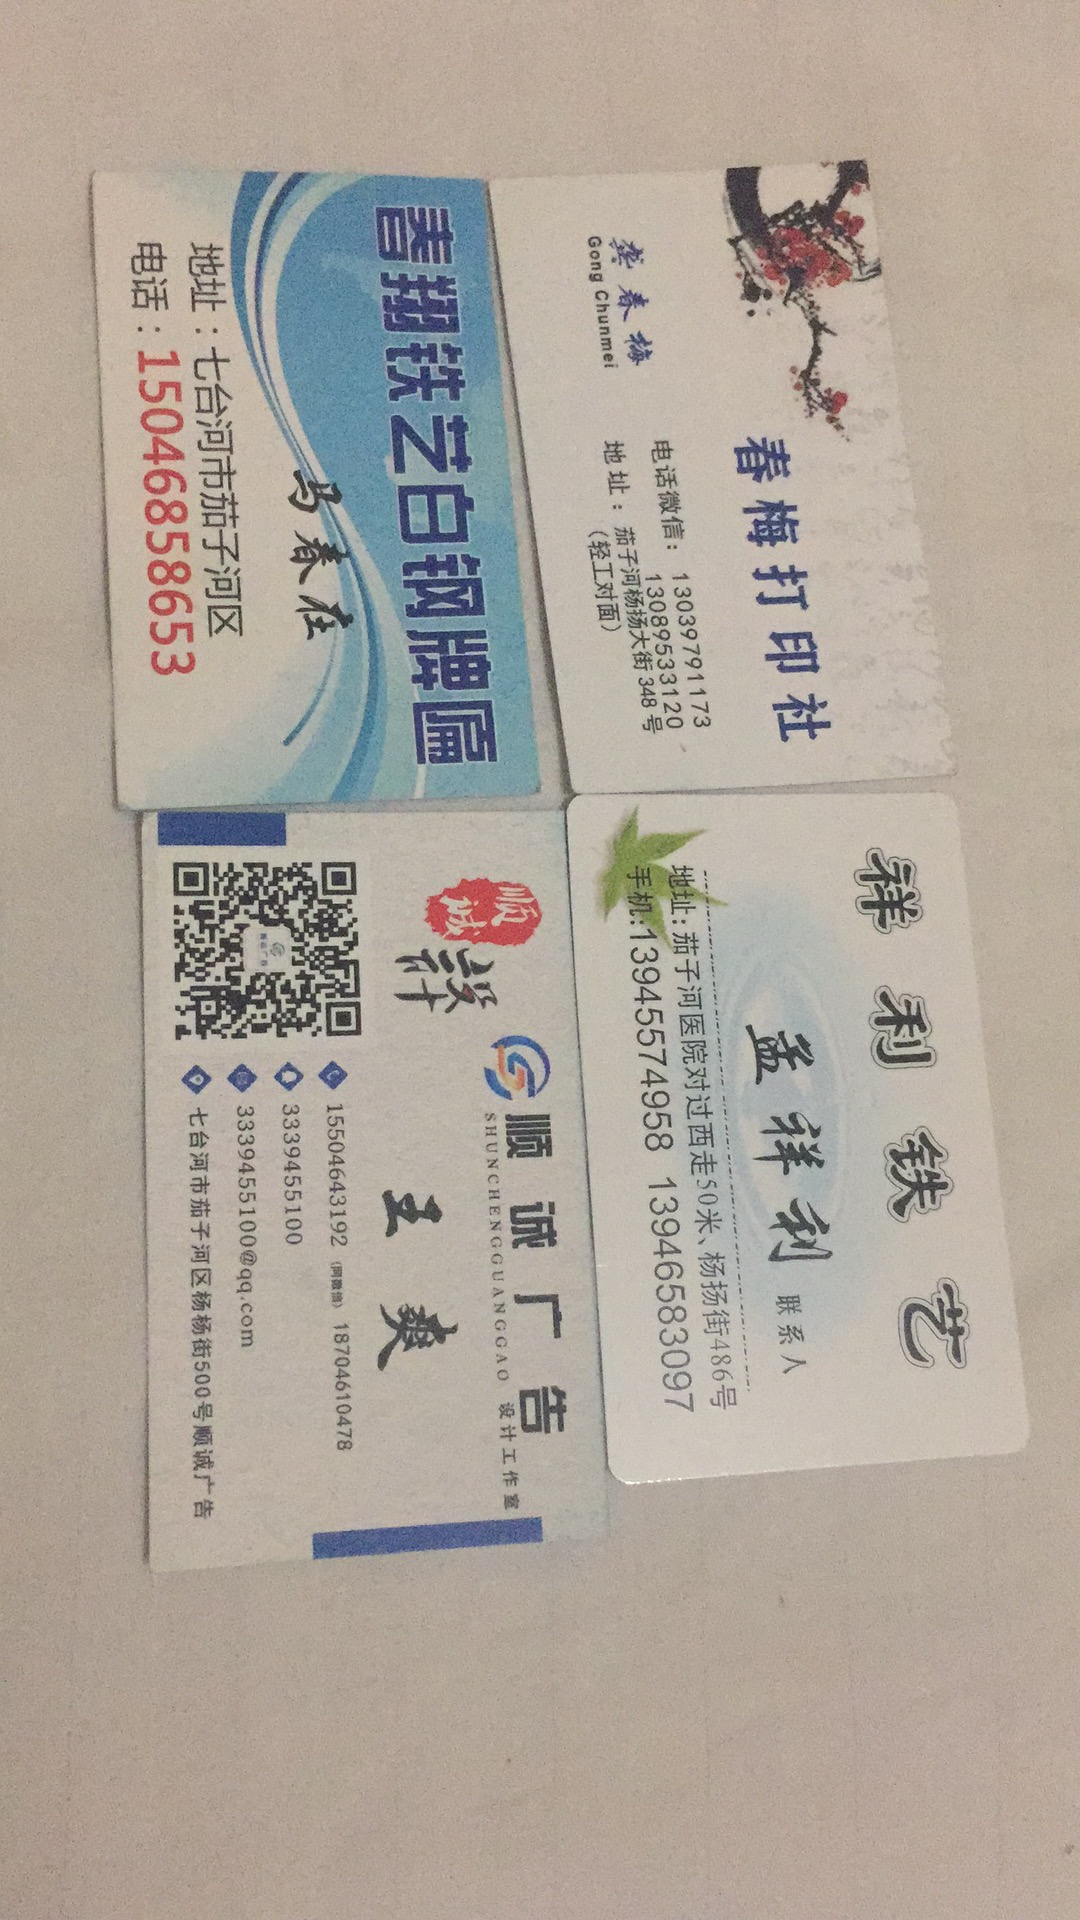 春梅打印社
龚春梅
Gong Chunmei
电话微信：13039791173
13089533120
地址：茄子河杨扬大街348号
（轻工对面）
祥利铁艺
孟祥利 联系人
地址:茄子河医院对过西走50米、杨扬街486号
手机:13945574958 13946583097
春翔铁艺白钢牌匾
马春在
地址：七台河市茄子河区
电话：15046858653
顺诚广告
SHUNCHENGGUANGGAO 设计工作室
顺诚
设计
王爽
15504643192（同微信）18704610478
3339455100
3339455100@qq.com
七台河市茄子河区杨杨街500号顺诚广告